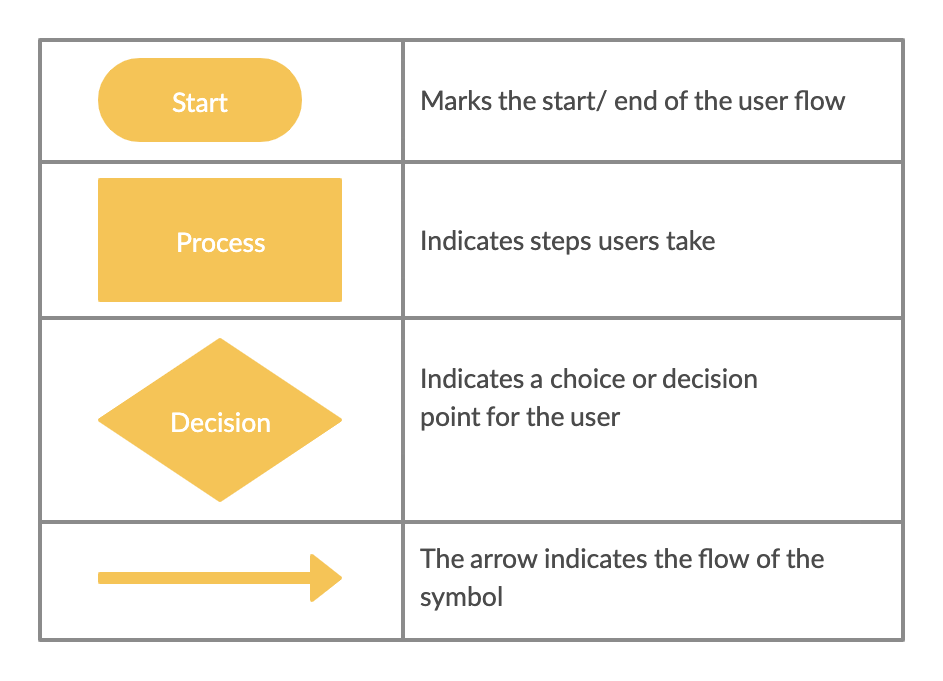 Start
Marks the start/ end of the user flow
Process
Indicates steps users take
Decision
Indicates a choice or decision
point for the user
The arrow indicates the flow of the
symbol